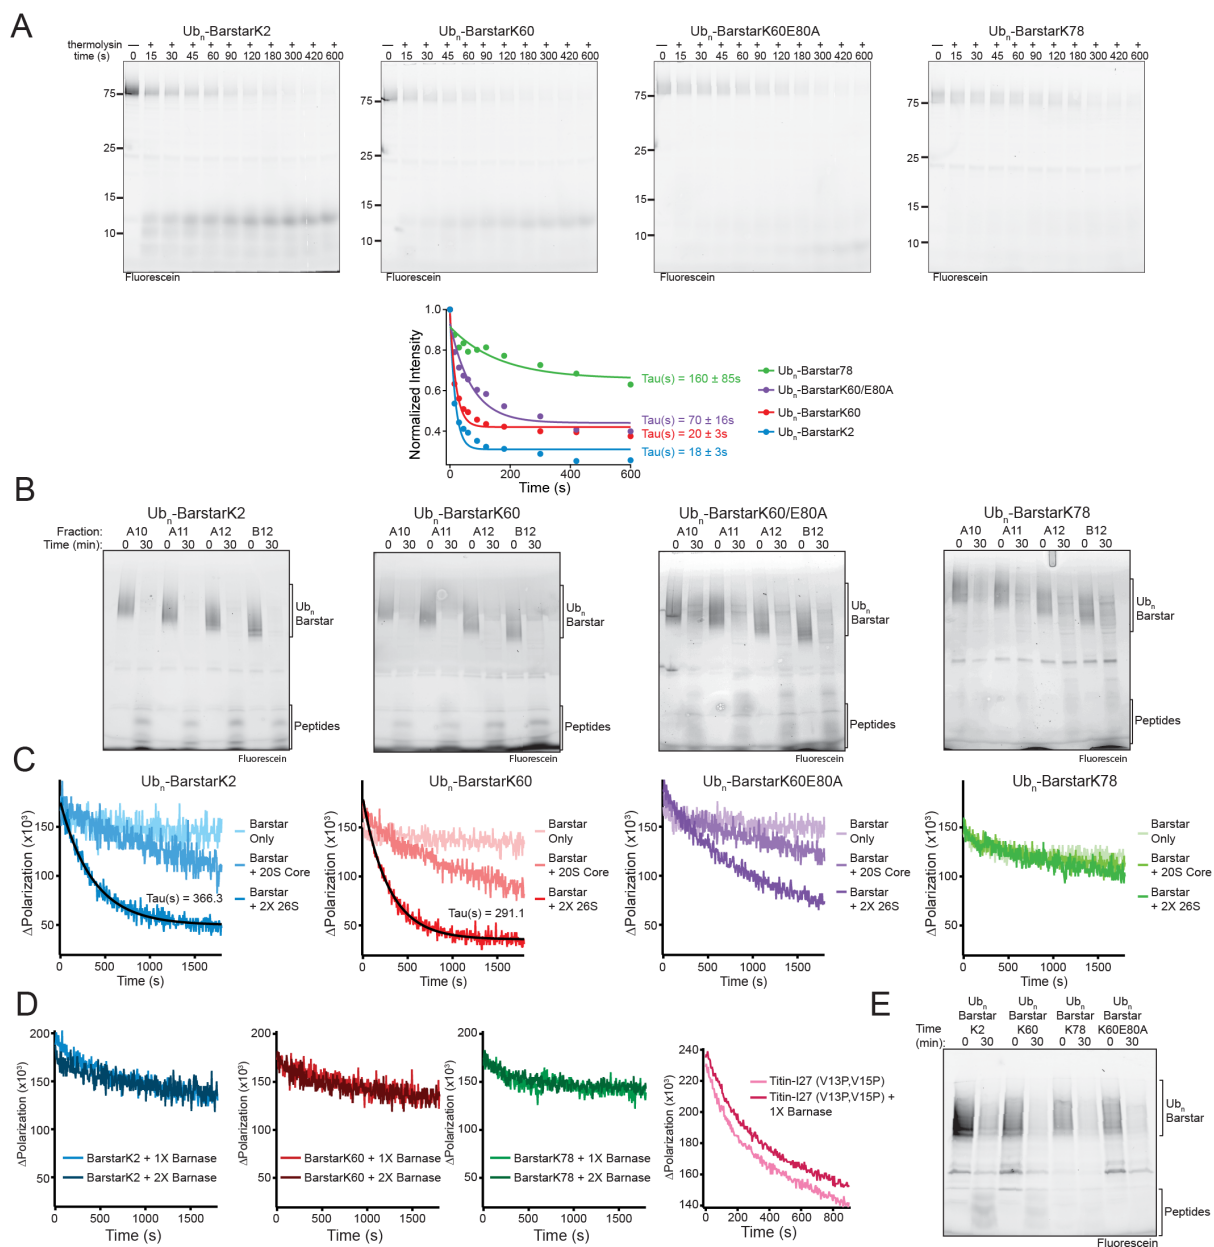 A
Ubn-BarstarK2
Ubn-BarstarK60
Ubn-BarstarK60E80A
Ubn-BarstarK78
thermolysin — + + + + + + + + + +
time (s) 0 15 30 45 60 90 120 180 300 420 600
— + + + + + + + + + +
0 15 30 45 60 90 120 180 300 420 600
— + + + + + + + + + +
0 15 30 45 60 90 120 180 300 420 600
— + + + + + + + + + +
0 15 30 45 60 90 120 180 300 420 600
75
25
15
10
75
25
15
10
75
25
15
10
75
25
15
10
Fluorescein
Fluorescein
Fluorescein
Fluorescein
Normalized Intensity
1.0
0.8
0.6
0.4
0 200 400 600
Time (s)
Tau(s) = 160 ± 85s
Tau(s) = 70 ± 16s
Tau(s) = 20 ± 3s
Tau(s) = 18 ± 3s
Ubn-Barstar78
Ubn-BarstarK60/E80A
Ubn-BarstarK60
Ubn-BarstarK2
B
Ubn-BarstarK2
Ubn-BarstarK60
Ubn-BarstarK60/E80A
Ubn-BarstarK78
Fraction: A10 A11 A12 B12
Time (min): 0 30 0 30 0 30 0 30
A10 A11 A12 B12
0 30 0 30 0 30 0 30
A10 A11 A12 B12
0 30 0 30 0 30 0 30
A10 A11 A12 B12
0 30 0 30 0 30 0 30
Ubn
Barstar
Peptides
Fluorescein
Ubn
Barstar
Peptides
Fluorescein
Ubn
Barstar
Peptides
Fluorescein
Ubn
Barstar
Peptides
Fluorescein
C
Ubn-BarstarK2
ΔPolarization (x10³)
150
100
50
0 500 1000 1500
Time (s)
Tau(s) = 366.3
Barstar
Only
Barstar
+ 20S Core
Barstar
+ 2X 26S
Ubn-BarstarK60
ΔPolarization (x10³)
150
100
50
0 500 1000 1500
Time (s)
Tau(s) = 291.1
Barstar
Only
Barstar
+ 20S Core
Barstar
+ 2X 26S
Ubn-BarstarK60E80A
ΔPolarization (x10³)
150
100
50
0 500 1000 1500
Time (s)
Barstar
Only
Barstar
+ 20S Core
Barstar
+ 2X 26S
Ubn-BarstarK78
ΔPolarization (x10³)
150
100
50
0 500 1000 1500
Time (s)
Barstar
Only
Barstar
+ 20S Core
Barstar
+ 2X 26S
D
ΔPolarization (x10³)
200
150
100
50
0 500 1000 1500
Time (s)
BarstarK2 + 1X Barnase
BarstarK2 + 2X Barnase
ΔPolarization (x10³)
200
150
100
50
0 500 1000 1500
Time (s)
BarstarK60 + 1X Barnase
BarstarK60 + 2X Barnase
ΔPolarization (x10³)
200
150
100
50
0 500 1000 1500
Time (s)
BarstarK78 + 1X Barnase
BarstarK78 + 2X Barnase
ΔPolarization (x10³)
240
220
200
180
160
140
0 200 400 600 800
Time (s)
Titin-I27 (V13P,V15P)
Titin-I27 (V13P,V15P) +
1X Barnase
E
Ubn Ubn Ubn Ubn
Barstar Barstar Barstar Barstar
K2 K60 K78 K60E80A
Time
(min): 0 30 0 30 0 30 0 30
Ubn
Barstar
Peptides
Fluorescein